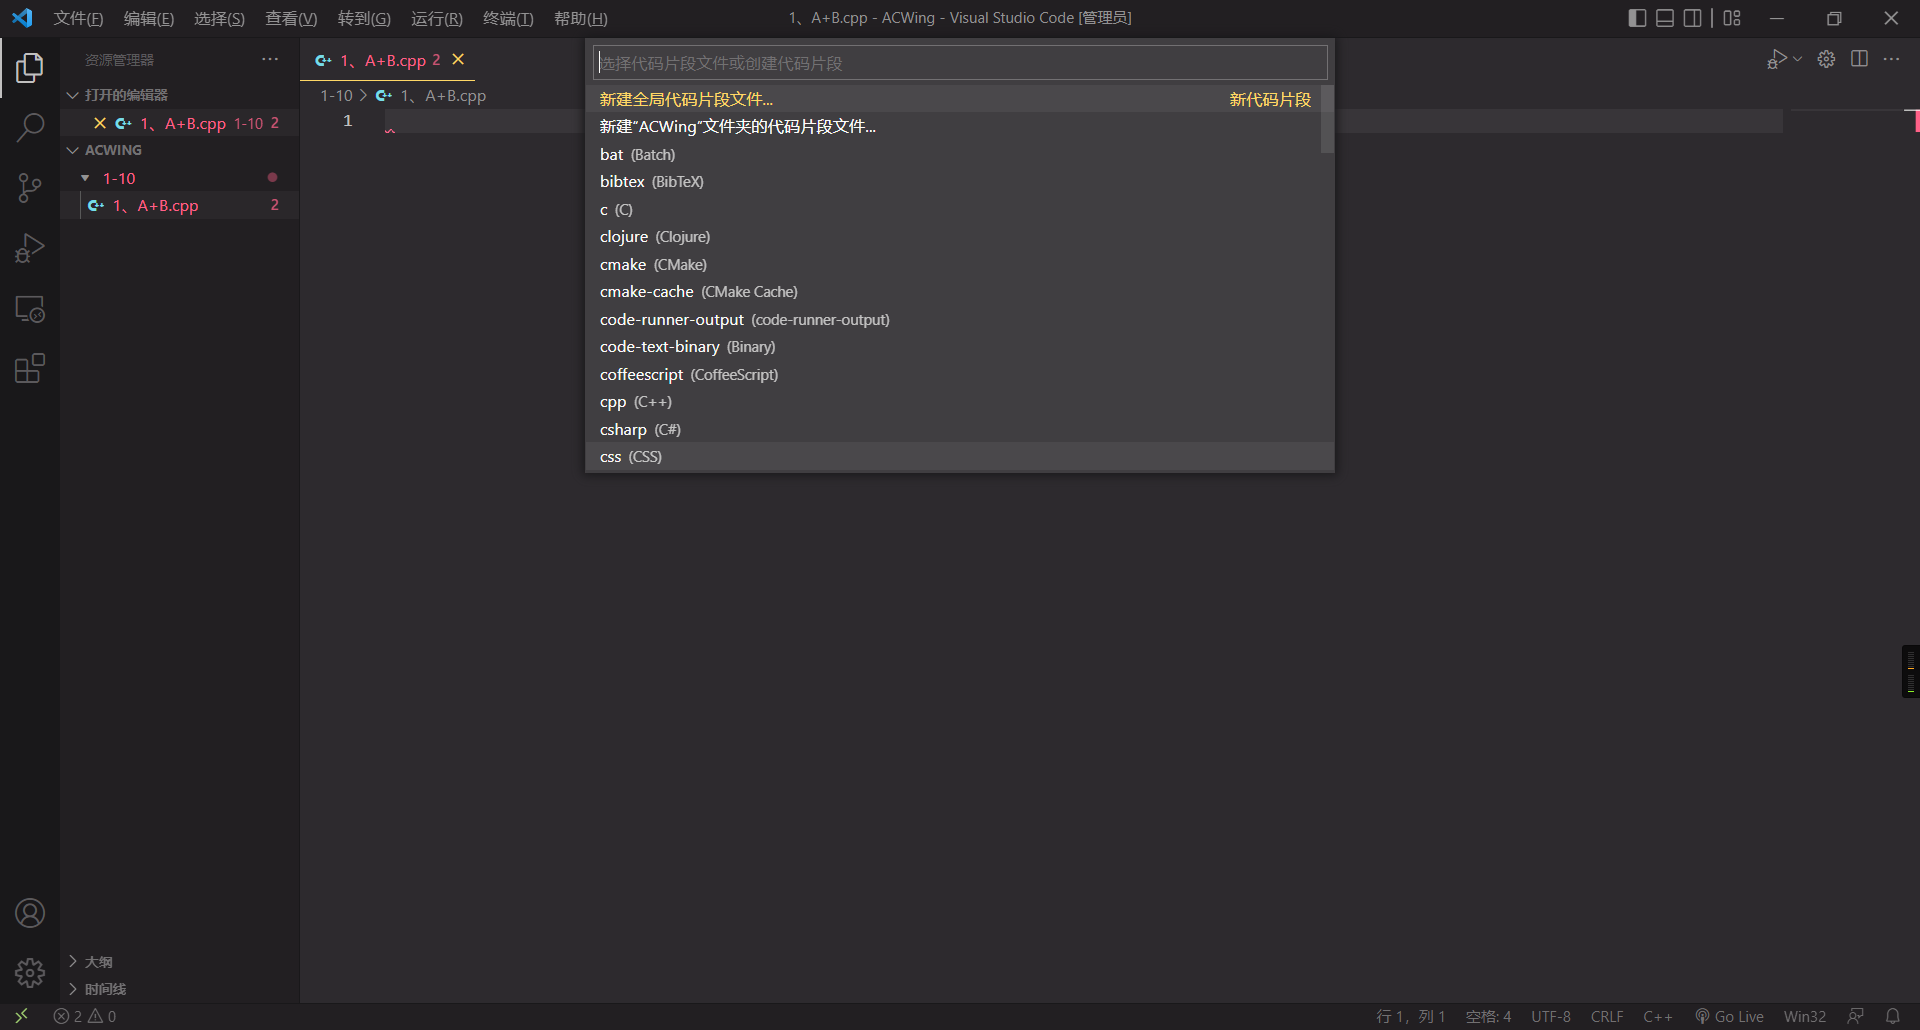 文件(F) 编辑(E) 选择(S) 查看(V) 转到(G) 运行(R) 终端(T) 帮助(H) 1、A+B.cpp - ACWing - Visual Studio Code [管理员]
资源管理器
打开的编辑器
1、A+B.cpp 1-10 2
ACWING
1-10
1、A+B.cpp 2
大纲
时间线
1、A+B.cpp 2
1-10 > 1、A+B.cpp
1
选择代码片段文件或创建代码片段
新建全局代码片段文件... 新代码片段
新建“ACWing”文件夹的代码片段文件...
bat (Batch)
bibtex (BibTeX)
c (C)
clojure (Clojure)
cmake (CMake)
cmake-cache (CMake Cache)
code-runner-output (code-runner-output)
code-text-binary (Binary)
coffeescript (CoffeeScript)
cpp (C++)
csharp (C#)
css (CSS)
2 0 行 1，列 1 空格: 4 UTF-8 CRLF C++ Go Live Win32